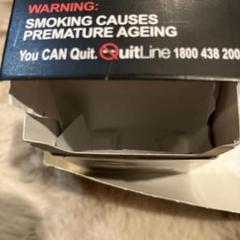 WARNING:
SMOKING CAUSES
PREMATURE AGEING
You CAN Quit. QuitLine 1800 438 200